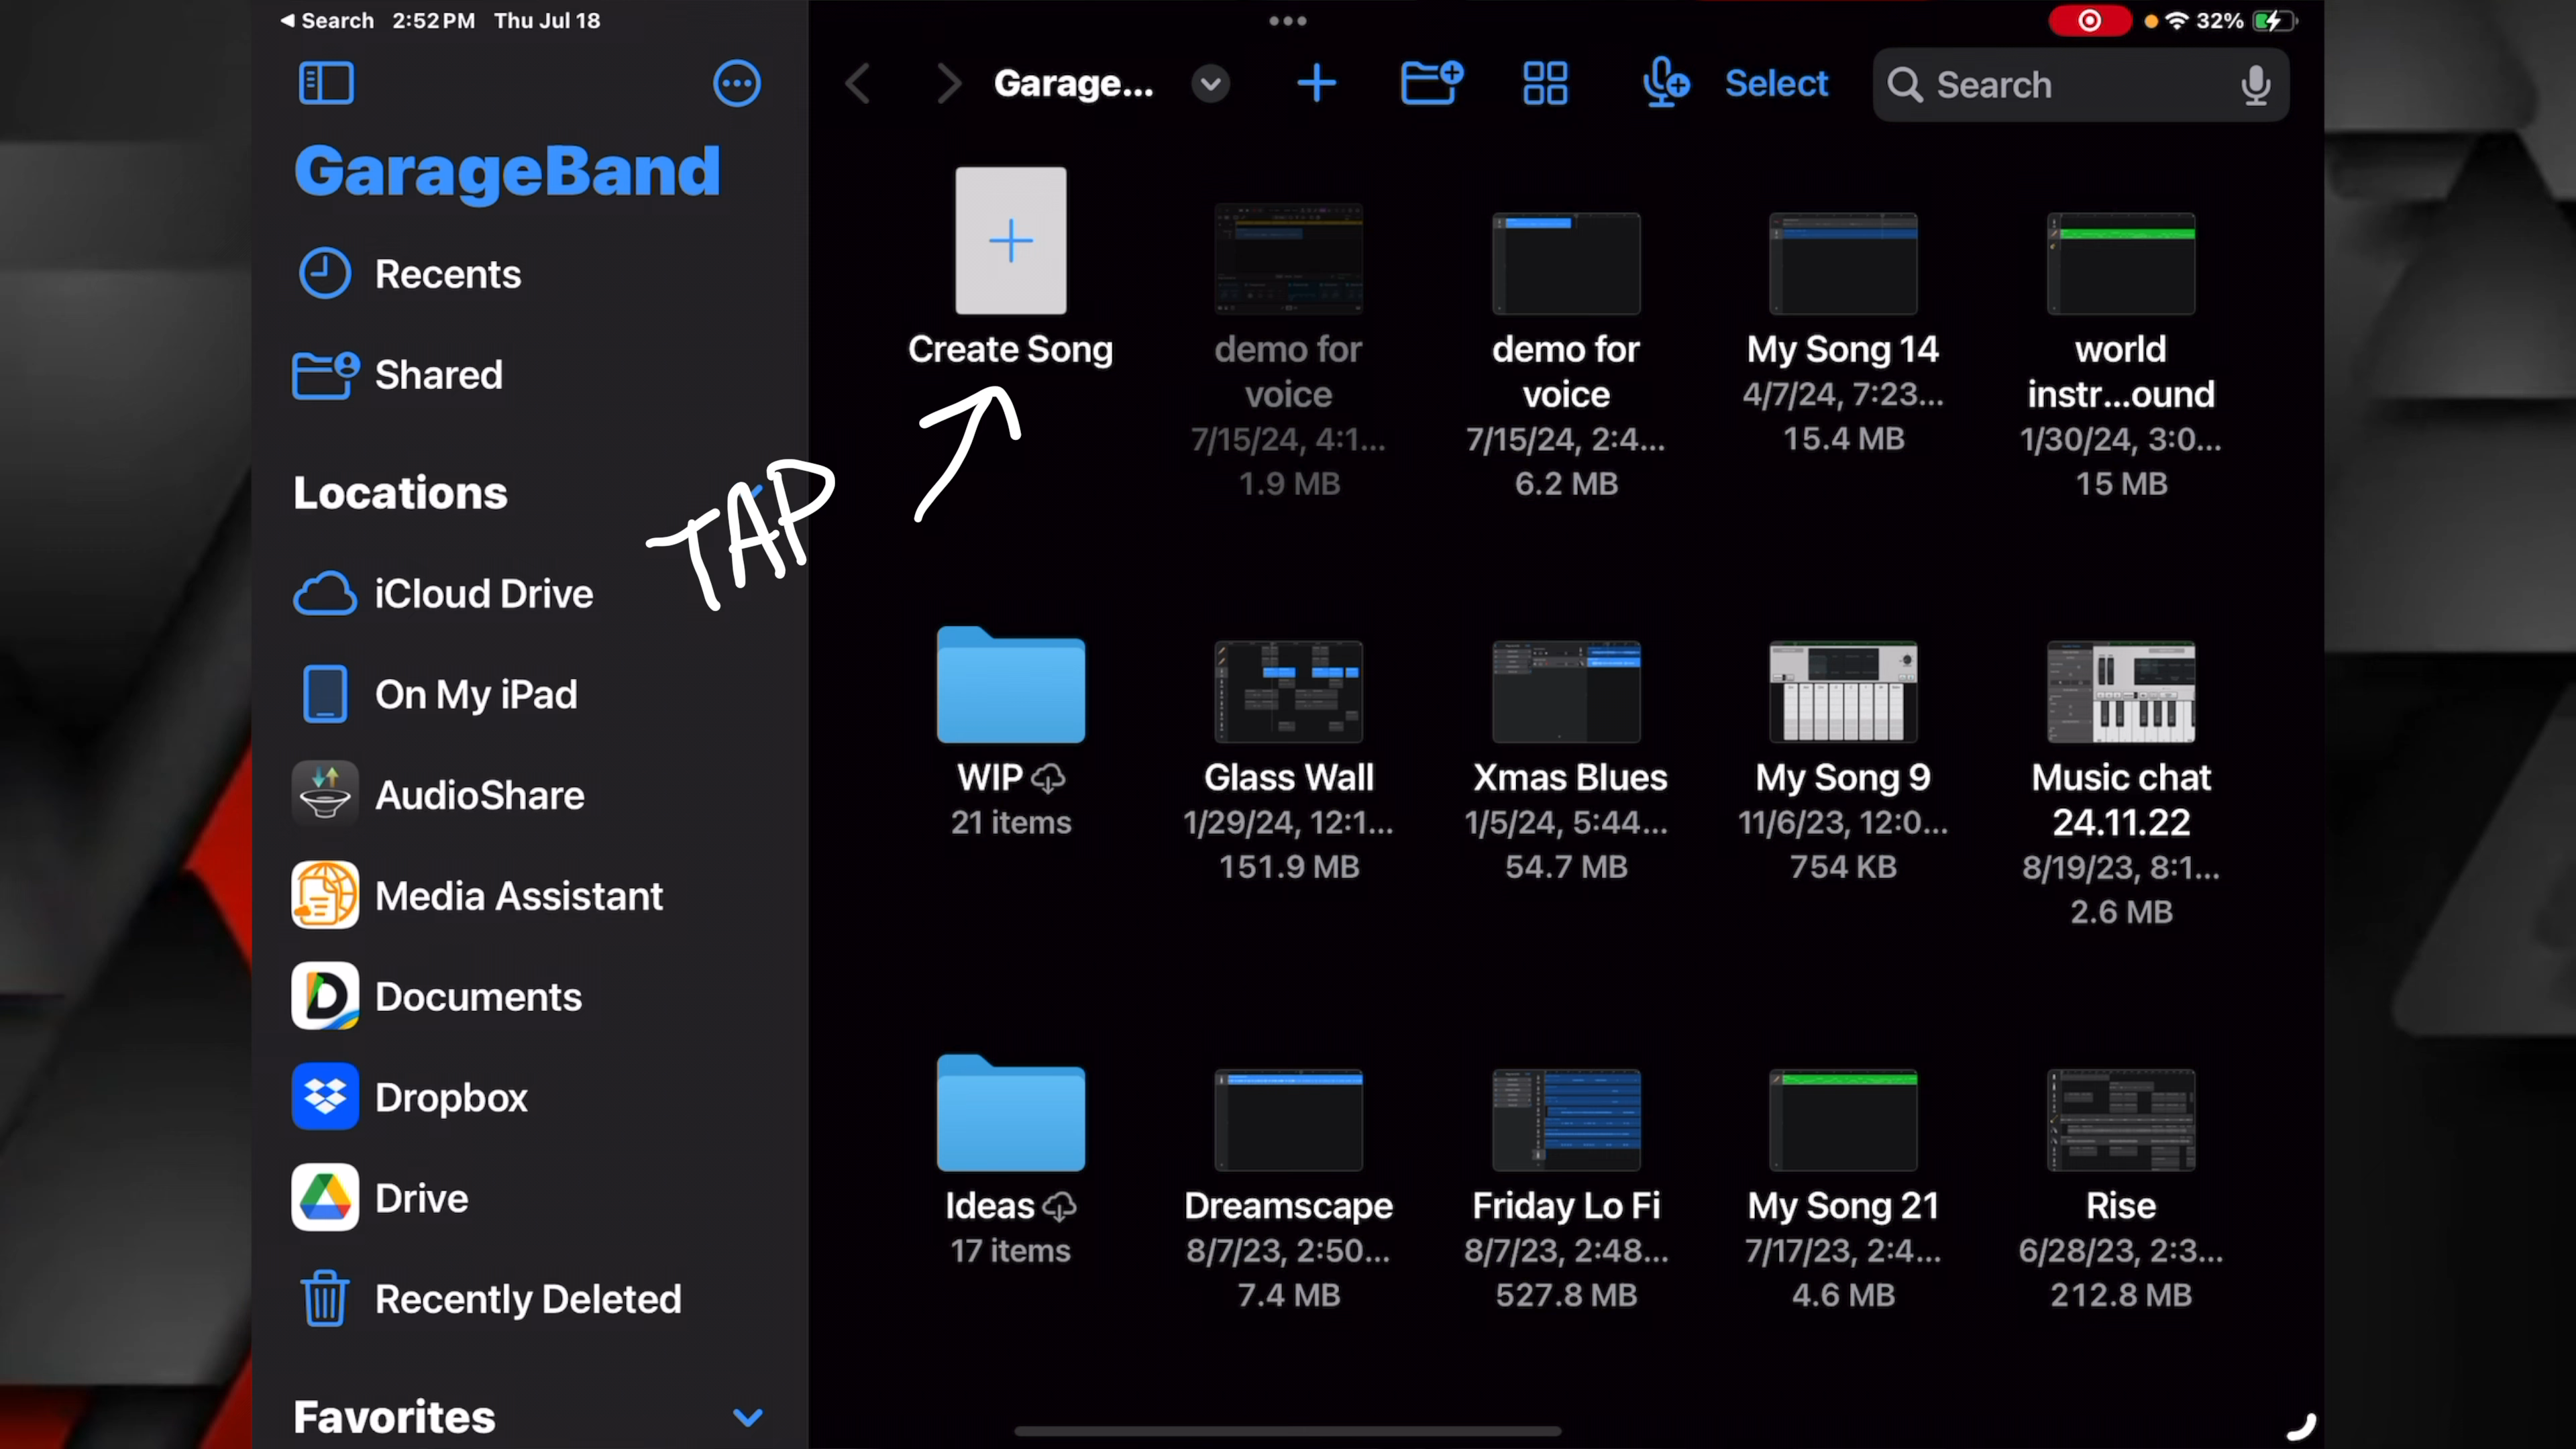 Search 2:52 PM Thu Jul 18
32%
Garage... Select Search
GarageBand
Recents
Shared
Locations
iCloud Drive
On My iPad
AudioShare
Media Assistant
Documents
Dropbox
Drive
Recently Deleted
Favorites
TAP
Create Song
demo for
voice
7/15/24, 4:1...
1.9 MB
demo for
voice
7/15/24, 2:4...
6.2 MB
My Song 14
4/7/24, 7:23...
15.4 MB
world
instr...ound
1/30/24, 3:0...
15 MB
WIP
21 items
Glass Wall
1/29/24, 12:1...
151.9 MB
Xmas Blues
1/5/24, 5:44...
54.7 MB
My Song 9
11/6/23, 12:0...
754 KB
Music chat
24.11.22
8/19/23, 8:1...
2.6 MB
Ideas
17 items
Dreamscape
8/7/23, 2:50...
7.4 MB
Friday Lo Fi
8/7/23, 2:48...
527.8 MB
My Song 21
7/17/23, 2:4...
4.6 MB
Rise
6/28/23, 2:3...
212.8 MB